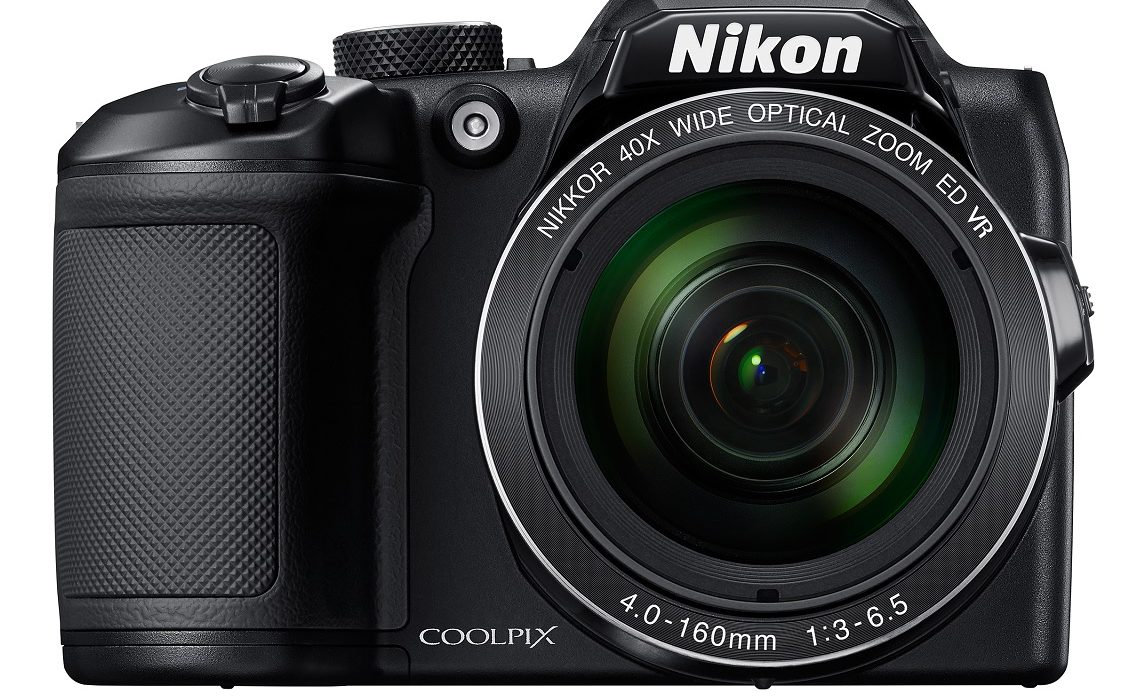 Nikon
NIKKOR 40X WIDE OPTICAL ZOOM ED VR
4.0-160mm 1:3-6.5
COOLPIX